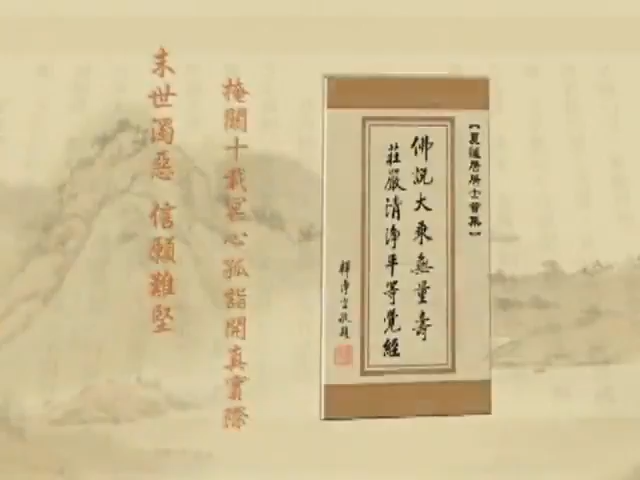 掩關十載冥心孤詣開真實際
末世濁惡 信願難堅
【夏蓮居居士會集】
佛說大乘無量壽
莊嚴清淨平等覺經
釋淨空敬題